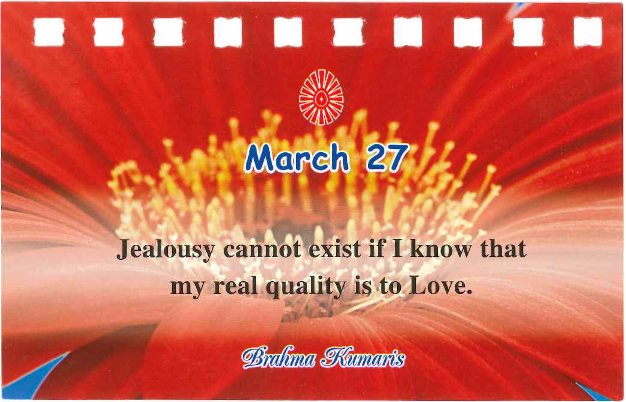 March 27
Jealousy cannot exist if I know that
my real quality is to Love.
Brahma Kumaris